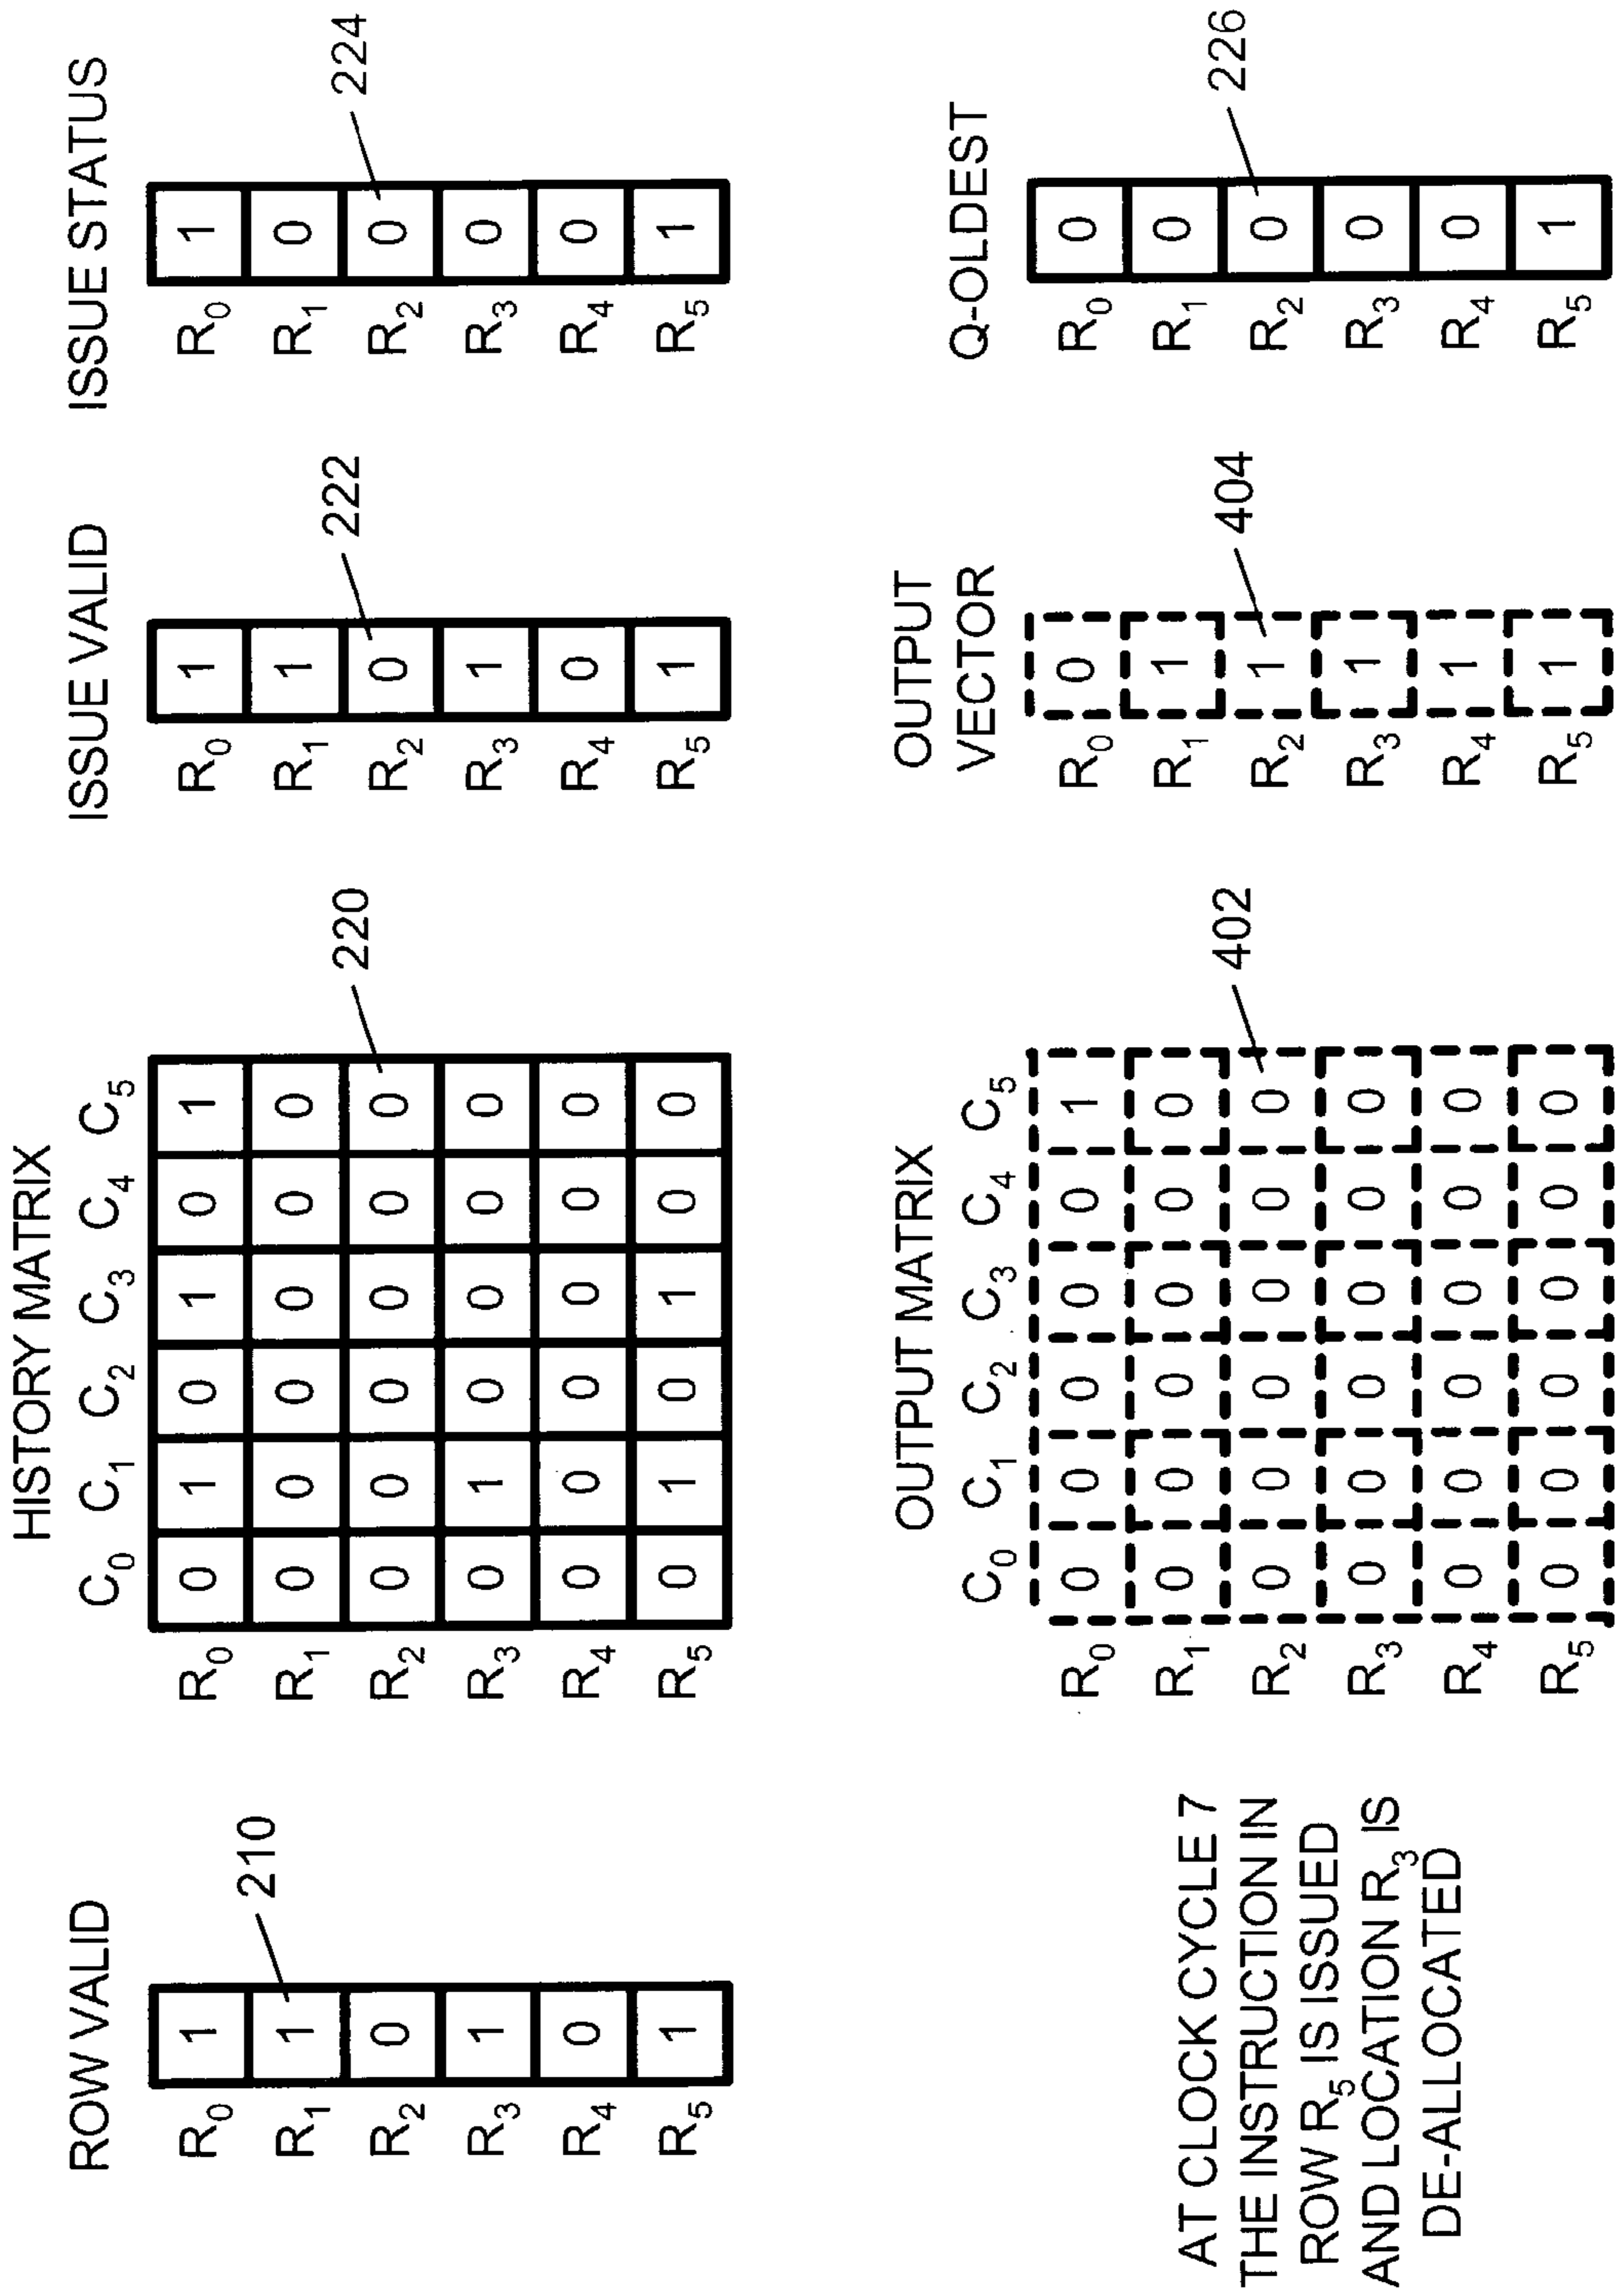 ROW VALID
R0 1
R1 1
R2 0
R3 1
R4 0
R5 1
210
HISTORY MATRIX
C0 C1 C2 C3 C4 C5
R0 0 1 0 1 0 1
R1 0 0 0 0 0 0
R2 0 0 0 0 0 0
R3 0 1 0 0 0 0
R4 0 0 0 0 0 0
R5 0 1 0 1 0 0
220
ISSUE VALID
R0 1
R1 1
R2 0
R3 1
R4 0
R5 1
222
ISSUE STATUS
R0 1
R1 0
R2 0
R3 0
R4 0
R5 1
224
AT CLOCK CYCLE 7
THE INSTRUCTION IN
ROW R5 IS ISSUED
AND LOCATION R3 IS
DE-ALLOCATED
OUTPUT MATRIX
C0 C1 C2 C3 C4 C5
R0 0 0 0 0 0 1
R1 0 0 0 0 0 0
R2 0 0 0 0 0 0
R3 0 0 0 0 0 0
R4 0 0 0 0 0 0
R5 0 0 0 0 0 0
402
OUTPUT
VECTOR
R0 0
R1 1
R2 1
R3 1
R4 1
R5 1
404
Q-OLDEST
R0 0
R1 0
R2 0
R3 0
R4 0
R5 1
226